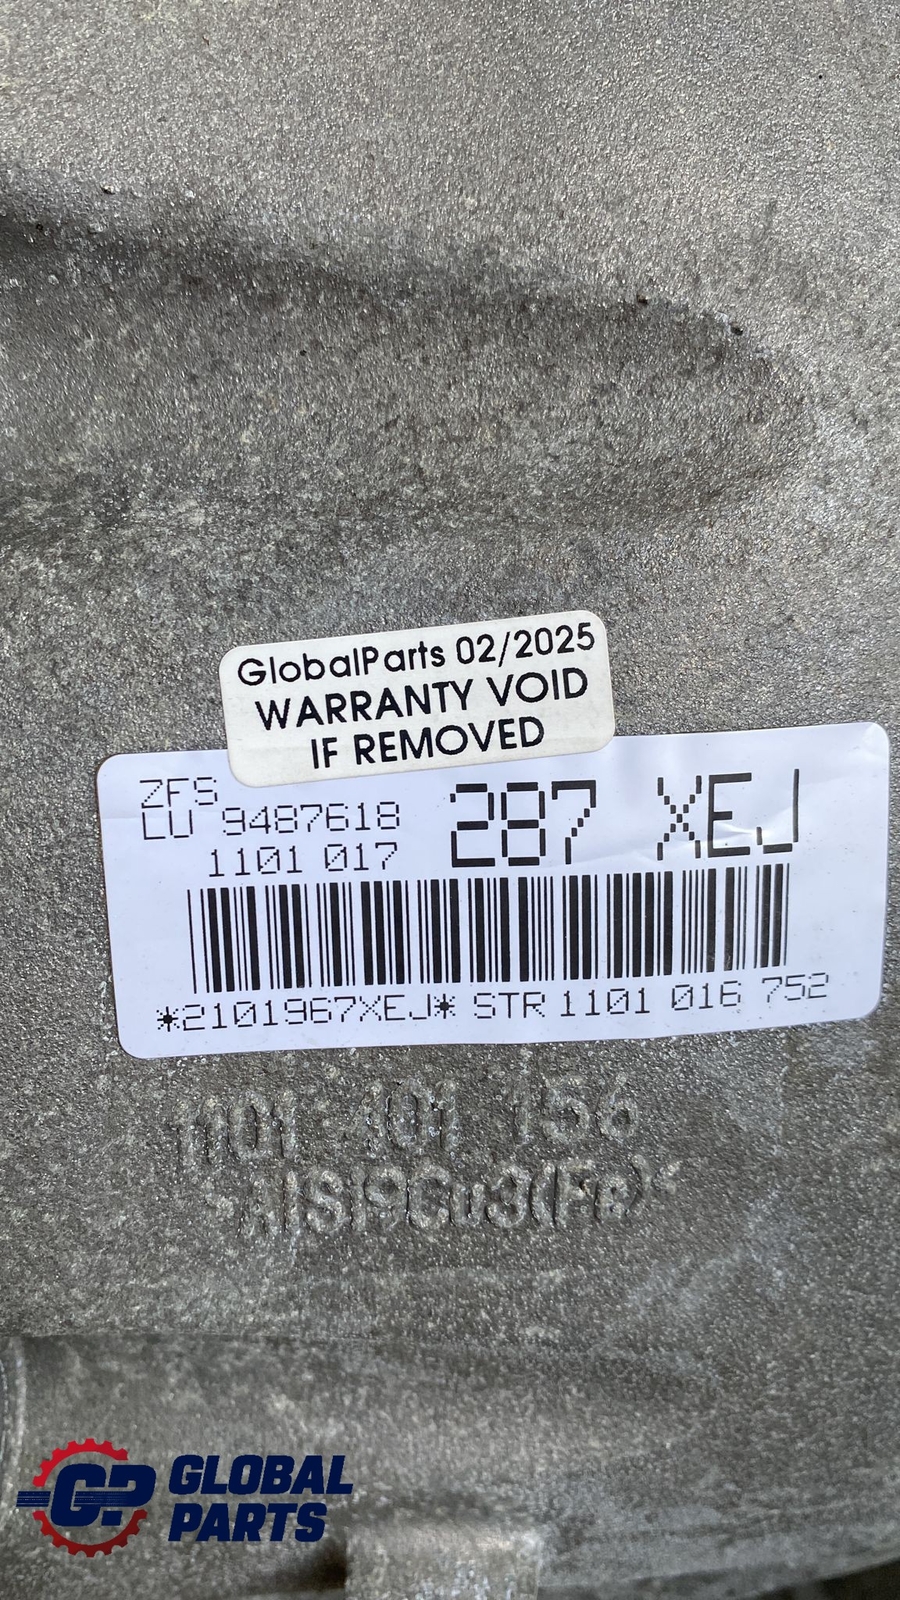 GlobalParts 02/2025
WARRANTY VOID
IF REMOVED
ZFS
LU 9487618
287 XEJ
1101 017
*2101967XEJ* STR 1101 016 752
1101 401 156
AlSi9Cu3(Fe)
GP GLOBAL
PARTS